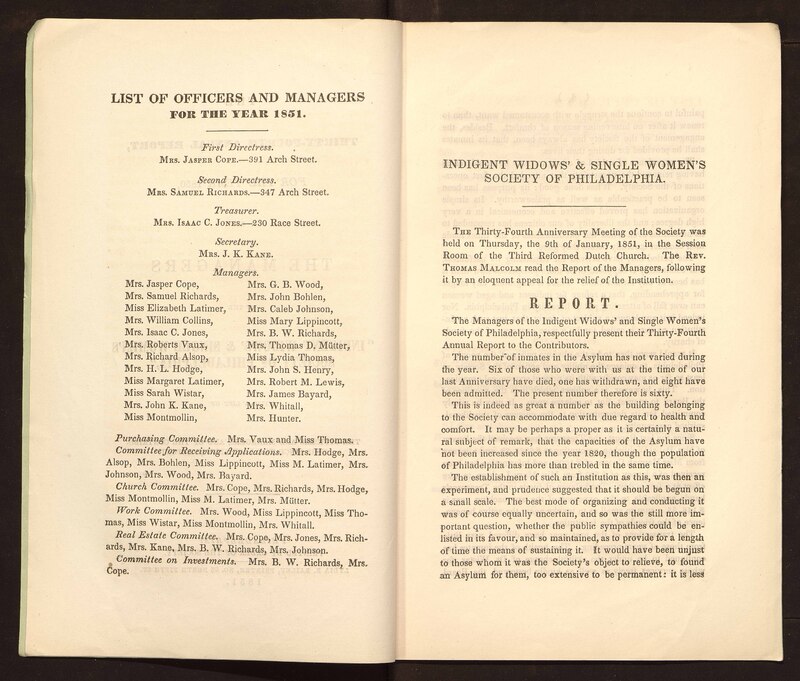 LIST OF OFFICERS AND MANAGERS
FOR THE YEAR 1851.
First Directress.
Mrs. Jasper Cope.—391 Arch Street.
Second Directress.
Mrs. Samuel Richards.—347 Arch Street.
Treasurer.
Mrs. Isaac C. Jones.—230 Race Street.
Secretary.
Mrs. J. K. Kane.
Managers.
Mrs. Jasper Cope,
Mrs. Samuel Richards,
Miss Elizabeth Latimer,
Mrs. William Collins,
Mrs. Isaac C. Jones,
Mrs. Roberts Vaux,
Mrs. Richard Alsop,
Mrs. H. L. Hodge,
Miss Margaret Latimer,
Miss Sarah Wistar,
Mrs. John K. Kane,
Miss Montmollin,
Mrs. G. B. Wood,
Mrs. John Bohlen,
Mrs. Caleb Johnson,
Miss Mary Lippincott,
Mrs. B. W. Richards,
Mrs. Thomas D. Mütter,
Miss Lydia Thomas,
Mrs. John S. Henry,
Mrs. Robert M. Lewis,
Mrs. James Bayard,
Mrs. Whitall,
Mrs. Hunter.
Purchasing Committee. Mrs. Vaux and Miss Thomas.
Committee for Receiving Applications. Mrs. Hodge, Mrs.
Alsop, Mrs. Bohlen, Miss Lippincott, Miss M. Latimer, Mrs.
Johnson, Mrs. Wood, Mrs. Bayard.
Church Committee. Mrs. Cope, Mrs. Richards, Mrs. Hodge,
Miss Montmollin, Miss M. Latimer, Mrs. Mütter.
Work Committee. Mrs. Wood, Miss Lippincott, Miss Tho-
mas, Miss Wistar, Miss Montmollin, Mrs. Whitall.
Real Estate Committee. Mrs. Cope, Mrs. Jones, Mrs. Rich-
ards, Mrs. Kane, Mrs. B. W. Richards, Mrs. Johnson.
Committee on Investments. Mrs. B. W. Richards, Mrs.
Cope.
INDIGENT WIDOWS' & SINGLE WOMEN'S
SOCIETY OF PHILADELPHIA.
The Thirty-Fourth Anniversary Meeting of the Society was
held on Thursday, the 9th of January, 1851, in the Session
Room of the Third Reformed Dutch Church. The Rev.
Thomas Malcolm read the Report of the Managers, following
it by an eloquent appeal for the relief of the Institution.
REPORT.
The Managers of the Indigent Widows' and Single Women's
Society of Philadelphia, respectfully present their Thirty-Fourth
Annual Report to the Contributors.
The number of inmates in the Asylum has not varied during
the year. Six of those who were with us at the time of our
last Anniversary have died, one has withdrawn, and eight have
been admitted. The present number therefore is sixty.
This is indeed as great a number as the building belonging
to the Society can accommodate with due regard to health and
comfort. It may be perhaps a proper as it is certainly a natu-
ral subject of remark, that the capacities of the Asylum have
not been increased since the year 1820, though the population
of Philadelphia has more than trebled in the same time.
The establishment of such an Institution as this, was then an
experiment, and prudence suggested that it should be begun on
a small scale. The best mode of organizing and conducting it
was of course equally uncertain, and so was the still more im-
portant question, whether the public sympathies could be en-
listed in its favour, and so maintained, as to provide for a length
of time the means of sustaining it. It would have been unjust
to those whom it was the Society's object to relieve, to found
an Asylum for them, too extensive to be permanent: it is less